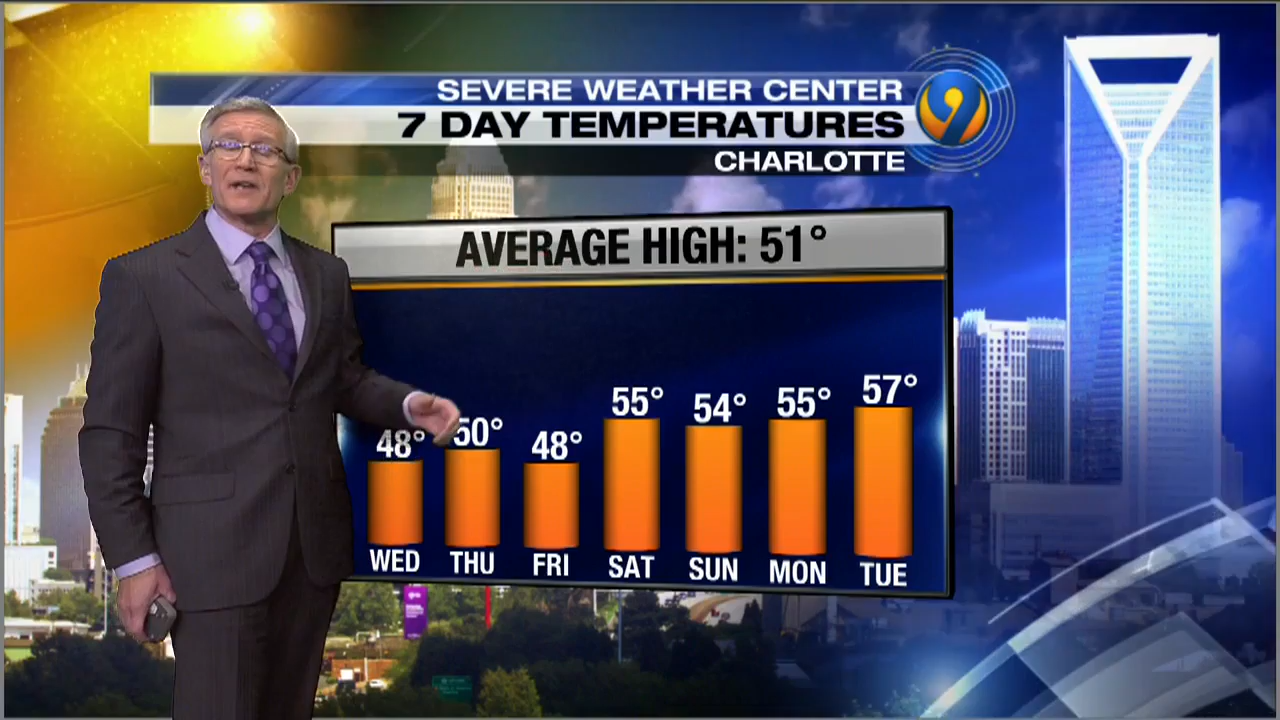 SEVERE WEATHER CENTER
7 DAY TEMPERATURES
9
CHARLOTTE
AVERAGE HIGH: 51°
48° 50° 48° 55° 54° 55° 57°
WED THU FRI SAT SUN MON TUE